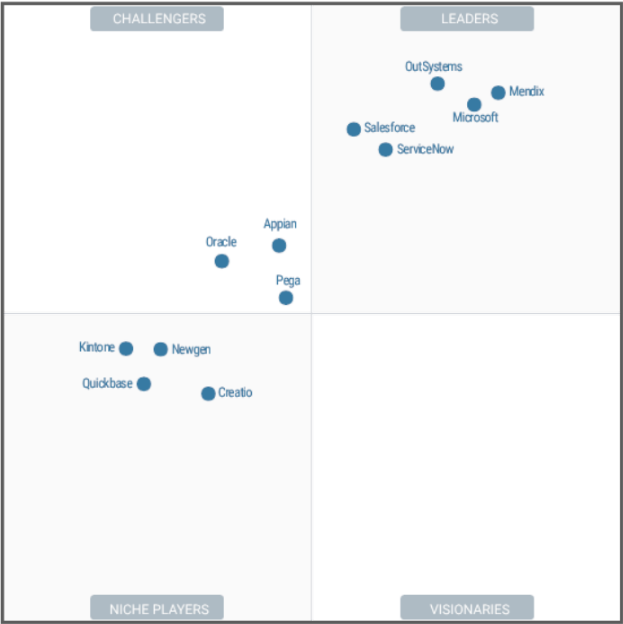 CHALLENGERS
LEADERS
OutSystems
Mendix
Microsoft
Salesforce
ServiceNow
Appian
Oracle
Pega
Kintone
Newgen
Quickbase
Creatio
NICHE PLAYERS
VISIONARIES